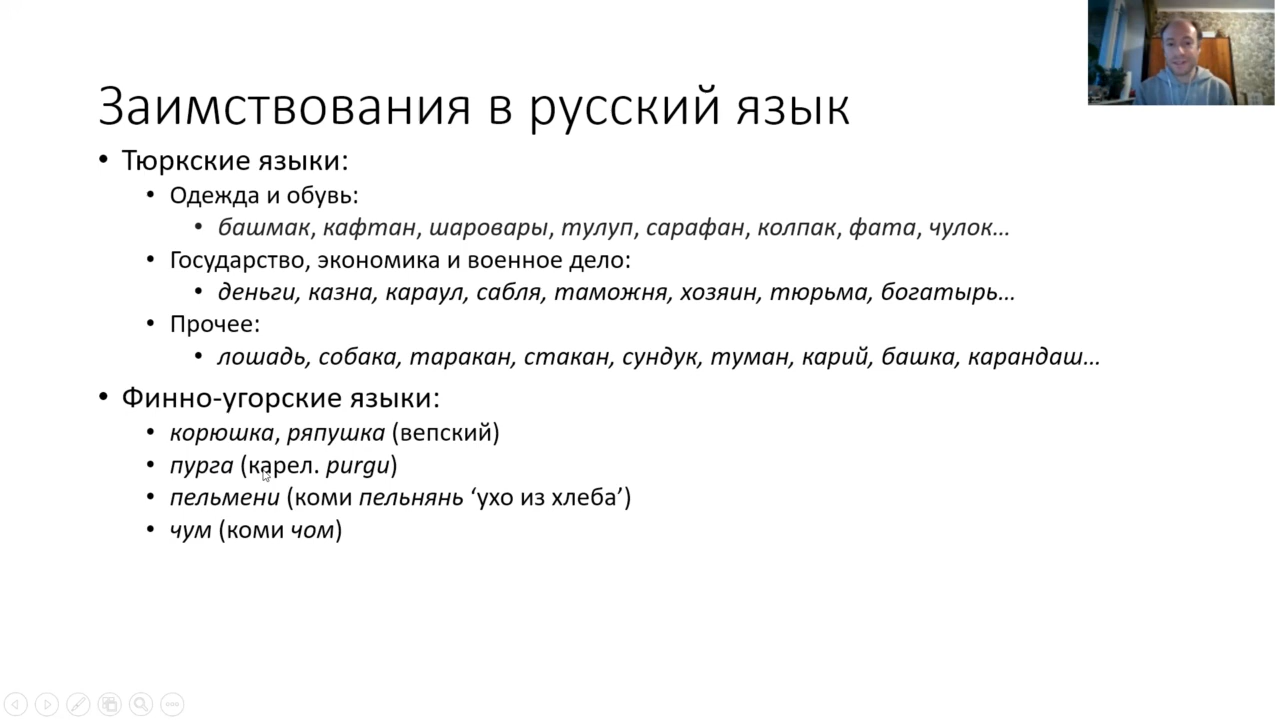 Заимствования в русский язык
• Тюркские языки:
• Одежда и обувь:
• башмак, кафтан, шаровары, тулуп, сарафан, колпак, фата, чулок...
• Государство, экономика и военное дело:
• деньги, казна, караул, сабля, таможня, хозяин, тюрьма, богатырь...
• Прочее:
• лошадь, собака, таракан, стакан, сундук, туман, карий, башка, карандаш...
• Финно-угорские языки:
• корюшка, ряпушка (вепский)
• пурга (карел. purgu)
• пельмени (коми пельнянь ‘ухо из хлеба’)
• чум (коми чом)